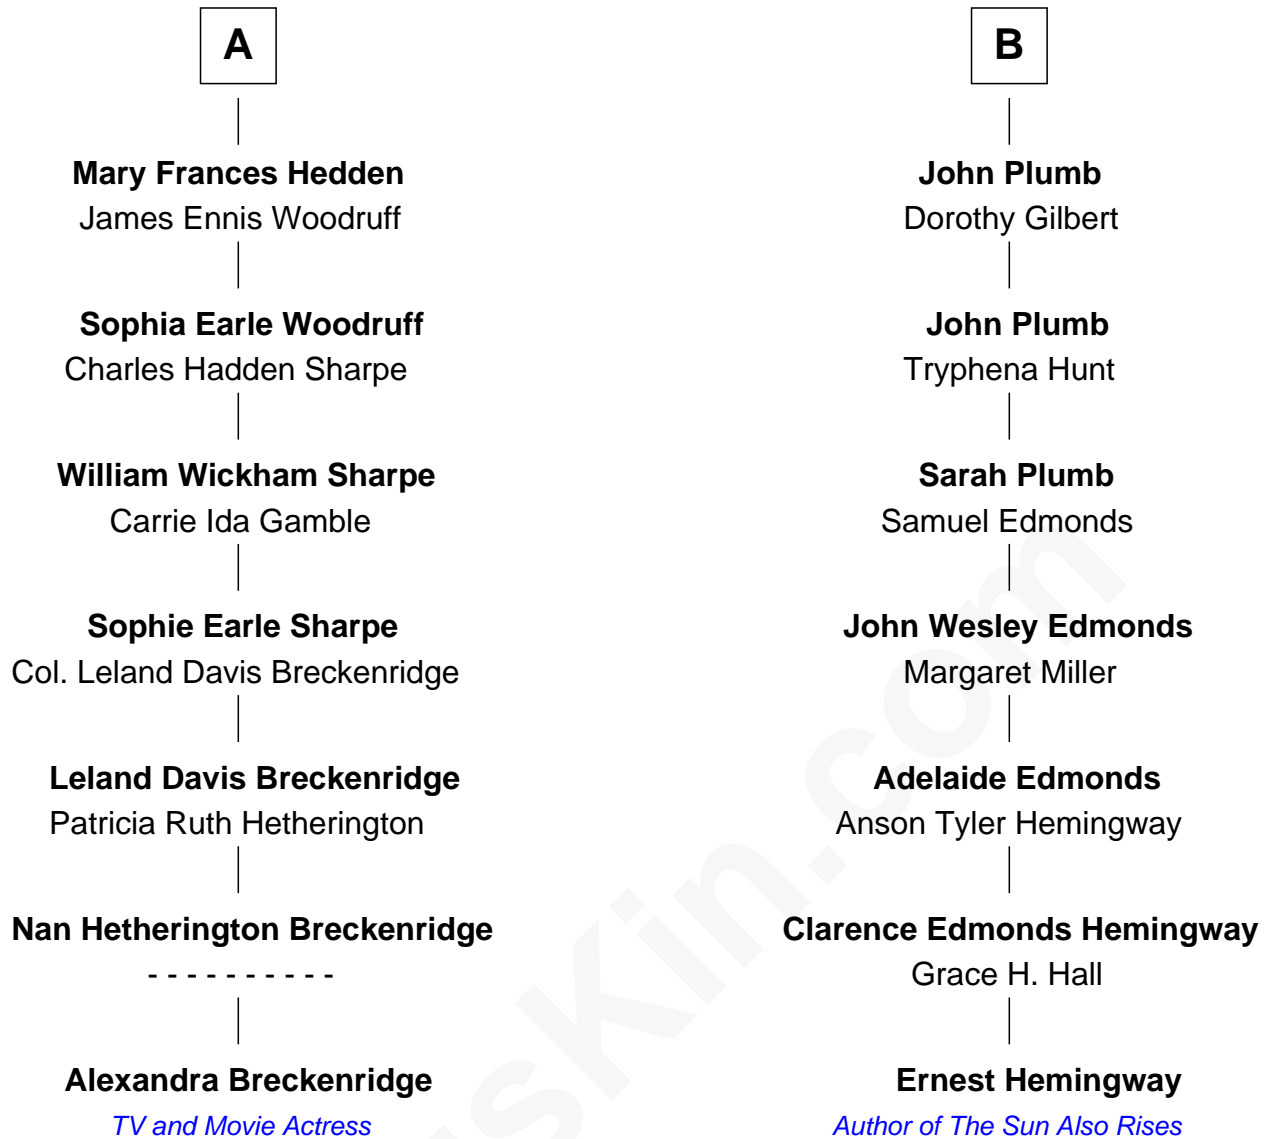 A
Mary Frances Hedden
James Ennis Woodruff
Sophia Earle Woodruff
Charles Hadden Sharpe
William Wickham Sharpe
Carrie Ida Gamble
Sophie Earle Sharpe
Col. Leland Davis Breckenridge
Leland Davis Breckenridge
Patricia Ruth Hetherington
Nan Hetherington Breckenridge
- - - - - - - - - -
Alexandra Breckenridge
TV and Movie Actress
B
John Plumb
Dorothy Gilbert
John Plumb
Tryphena Hunt
Sarah Plumb
Samuel Edmonds
John Wesley Edmonds
Margaret Miller
Adelaide Edmonds
Anson Tyler Hemingway
Clarence Edmonds Hemingway
Grace H. Hall
Ernest Hemingway
Author of The Sun Also Rises
sKin.com